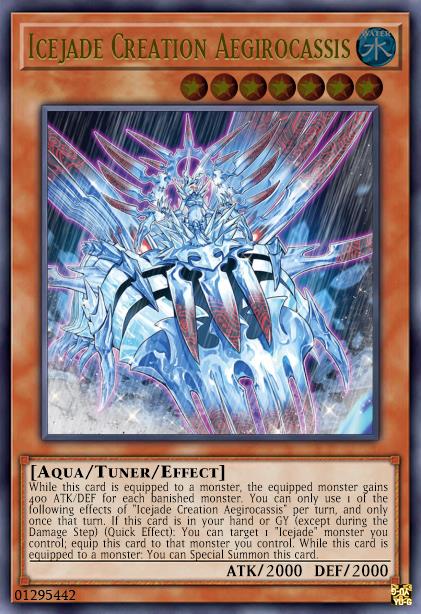 ICEJADE CREATION AEGIROCASSIS
WATER
水
[AQUA/TUNER/EFFECT]
While this card is equipped to a monster, the equipped monster gains
400 ATK/DEF for each banished monster. You can only use 1 of the
following effects of "Icejade Creation Aegirocassis" per turn, and only
once that turn. If this card is in your hand or GY (except during the
Damage Step) (Quick Effect): You can target 1 "Icejade" monster you
control; equip this card to that monster you control. While this card is
equipped to a monster: You can Special Summon this card.
ATK/2000 DEF/2000
01295442